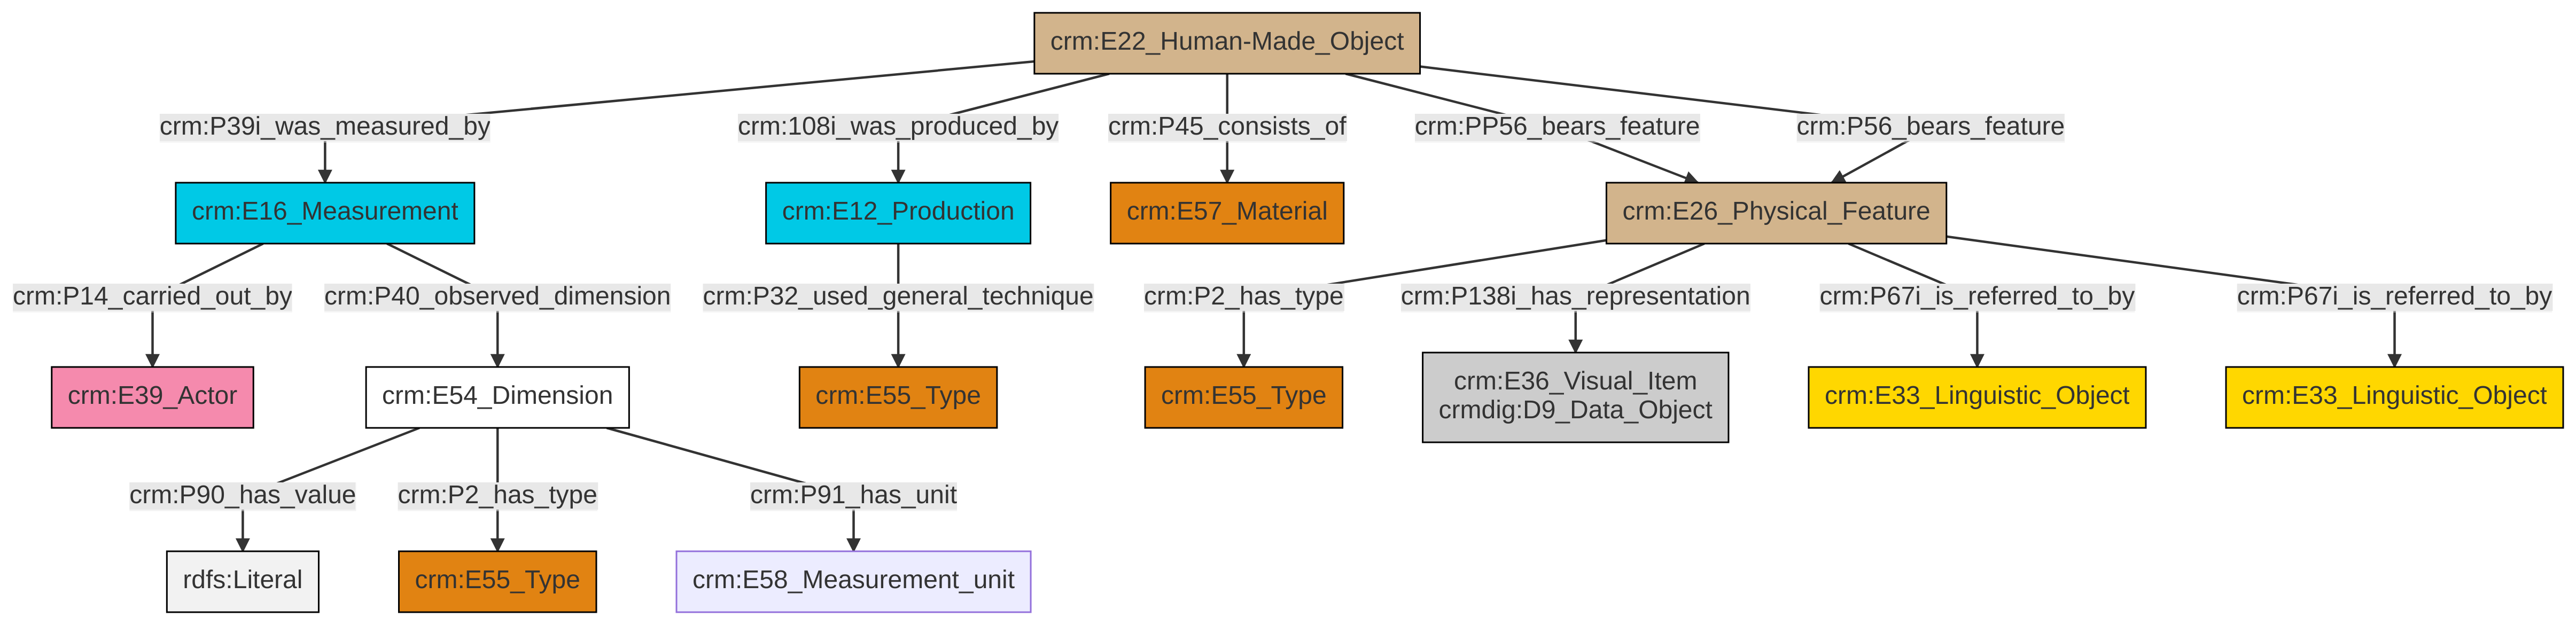 crm:E22_Human-Made_Object
crm:P39i_was_measured_by
crm:108i_was_produced_by
crm:P45_consists_of
crm:PP56_bears_feature
crm:P56_bears_feature
crm:E16_Measurement
crm:E12_Production
crm:E57_Material
crm:E26_Physical_Feature
crm:P14_carried_out_by
crm:P40_observed_dimension
crm:P32_used_general_technique
crm:P2_has_type
crm:P138i_has_representation
crm:P67i_is_referred_to_by
crm:P67i_is_referred_to_by
crm:E39_Actor
crm:E54_Dimension
crm:E55_Type
crm:E55_Type
crm:E36_Visual_Item
crmdig:D9_Data_Object
crm:E33_Linguistic_Object
crm:E33_Linguistic_Object
crm:P90_has_value
crm:P2_has_type
crm:P91_has_unit
rdfs:Literal
crm:E55_Type
crm:E58_Measurement_unit